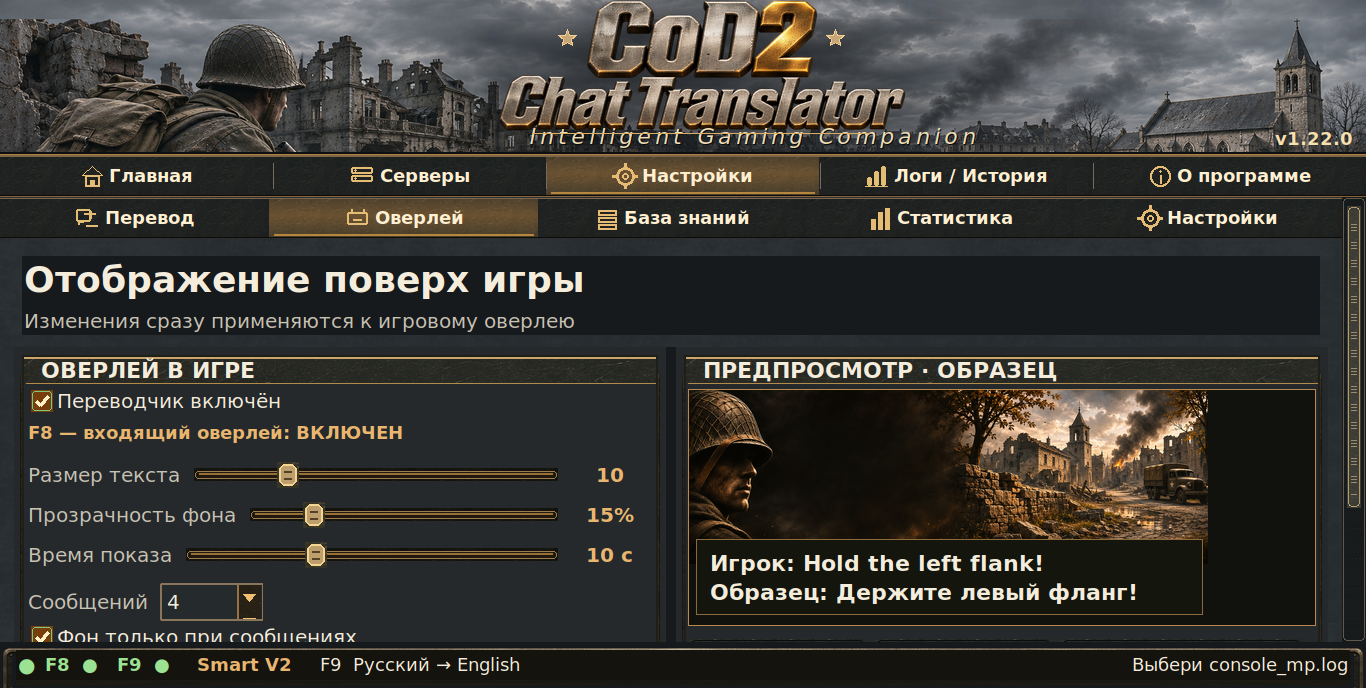 CoD2
Chat Translator
Intelligent Gaming Companion
v1.22.0
Главная Серверы Настройки Логи / История О программе
Перевод Оверлей База знаний Статистика Настройки
Отображение поверх игры
Изменения сразу применяются к игровому оверлею
ОВЕРЛЕЙ В ИГРЕ
Переводчик включён
F8 — входящий оверлей: ВКЛЮЧЕН
Размер текста 10
Прозрачность фона 15%
Время показа 10 с
Сообщений 4
Фон только при сообщениях
ПРЕДПРОСМОТР · ОБРАЗЕЦ
Игрок: Hold the left flank!
Образец: Держите левый фланг!
F8 F9 Smart V2 F9 Русский → English Выбери console_mp.log